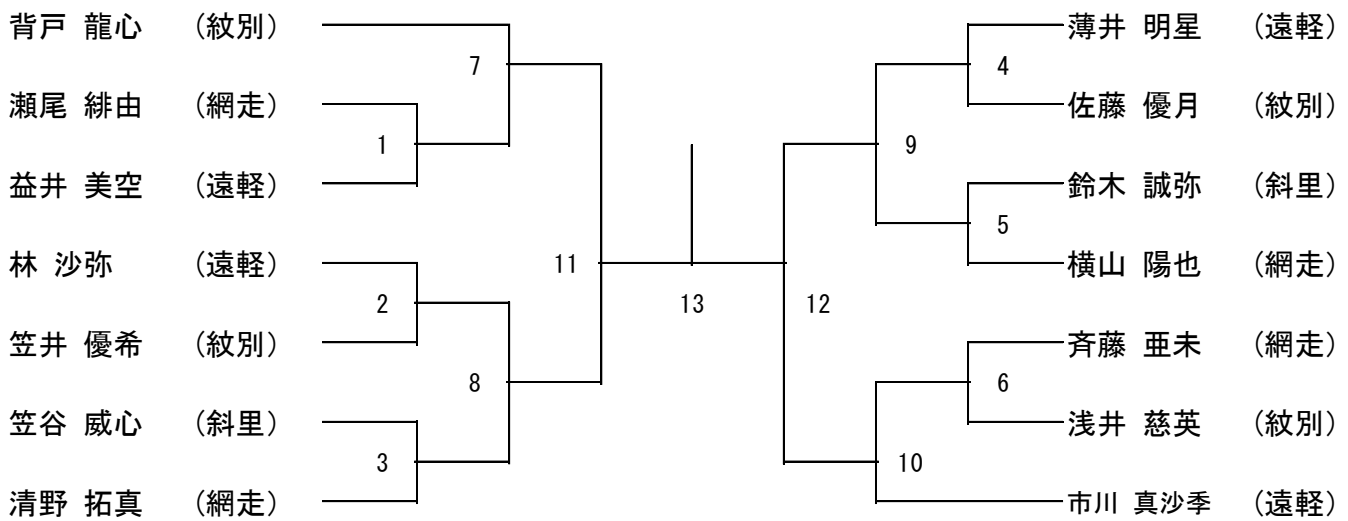 背戸 龍心 （紋別）
薄井 明星 （遠軽）
7
4
瀬尾 緋由 （網走）
佐藤 優月 （紋別）
1
9
益井 美空 （遠軽）
鈴木 誠弥 （斜里）
5
林 沙弥 （遠軽）
11
横山 陽也 （網走）
2
13
12
笠井 優希 （紋別）
斉藤 亜未 （網走）
8
6
笠谷 威心 （斜里）
浅井 慈英 （紋別）
3
10
清野 拓真 （網走）
市川 真沙季 （遠軽）